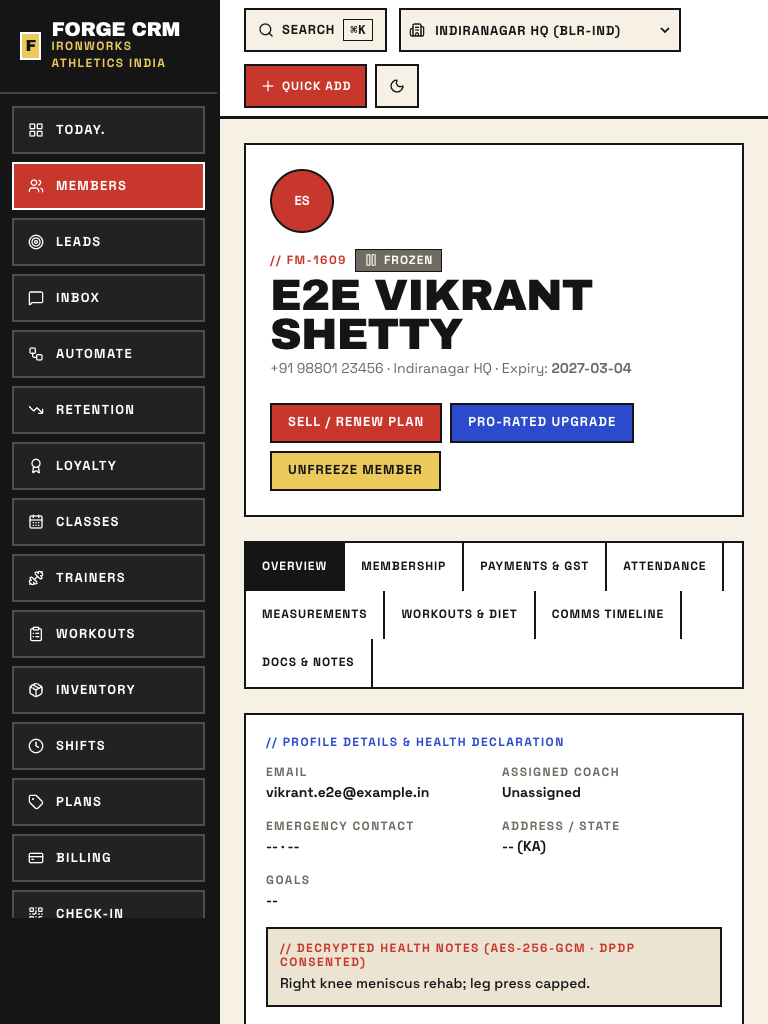 F
FORGE CRM
IRONWORKS
ATHLETICS INDIA
TODAY.
MEMBERS
LEADS
INBOX
AUTOMATE
RETENTION
LOYALTY
CLASSES
TRAINERS
WORKOUTS
INVENTORY
SHIFTS
PLANS
BILLING
CHECK-IN
SEARCH ⌘K
INDIRANAGAR HQ (BLR-IND)
QUICK ADD
ES
// FM-1609 FROZEN
E2E VIKRANT
SHETTY
+91 98801 23456 · Indiranagar HQ · Expiry: 2027-03-04
SELL / RENEW PLAN PRO-RATED UPGRADE
UNFREEZE MEMBER
OVERVIEW MEMBERSHIP PAYMENTS & GST ATTENDANCE
MEASUREMENTS WORKOUTS & DIET COMMS TIMELINE
DOCS & NOTES
// PROFILE DETAILS & HEALTH DECLARATION
EMAIL ASSIGNED COACH
vikrant.e2e@example.in Unassigned
EMERGENCY CONTACT ADDRESS / STATE
-- · -- -- (KA)
GOALS
--
// DECRYPTED HEALTH NOTES (AES-256-GCM · DPDP
CONSENTED)
Right knee meniscus rehab; leg press capped.